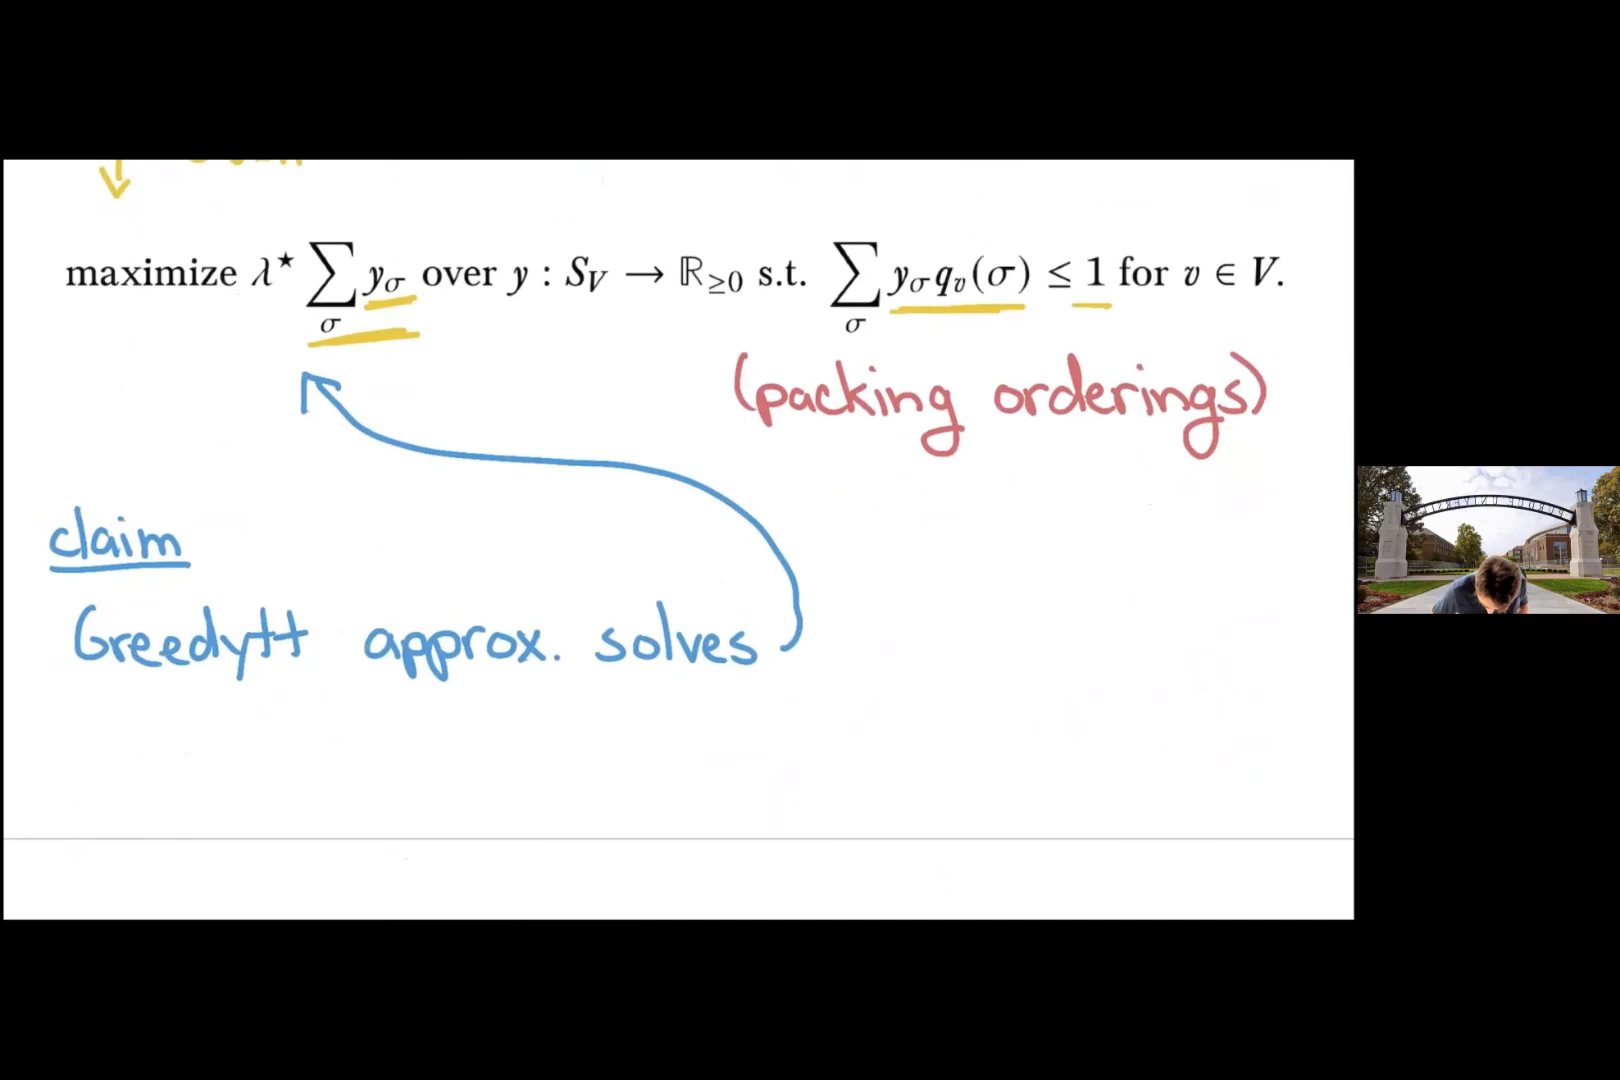 maximize λ* ∑_σ y_σ over y : S_V → ℝ_≥0 s.t. ∑_σ y_σ q_v(σ) ≤ 1 for v ∈ V.
(packing orderings)
claim
Greedy++ approx. solves